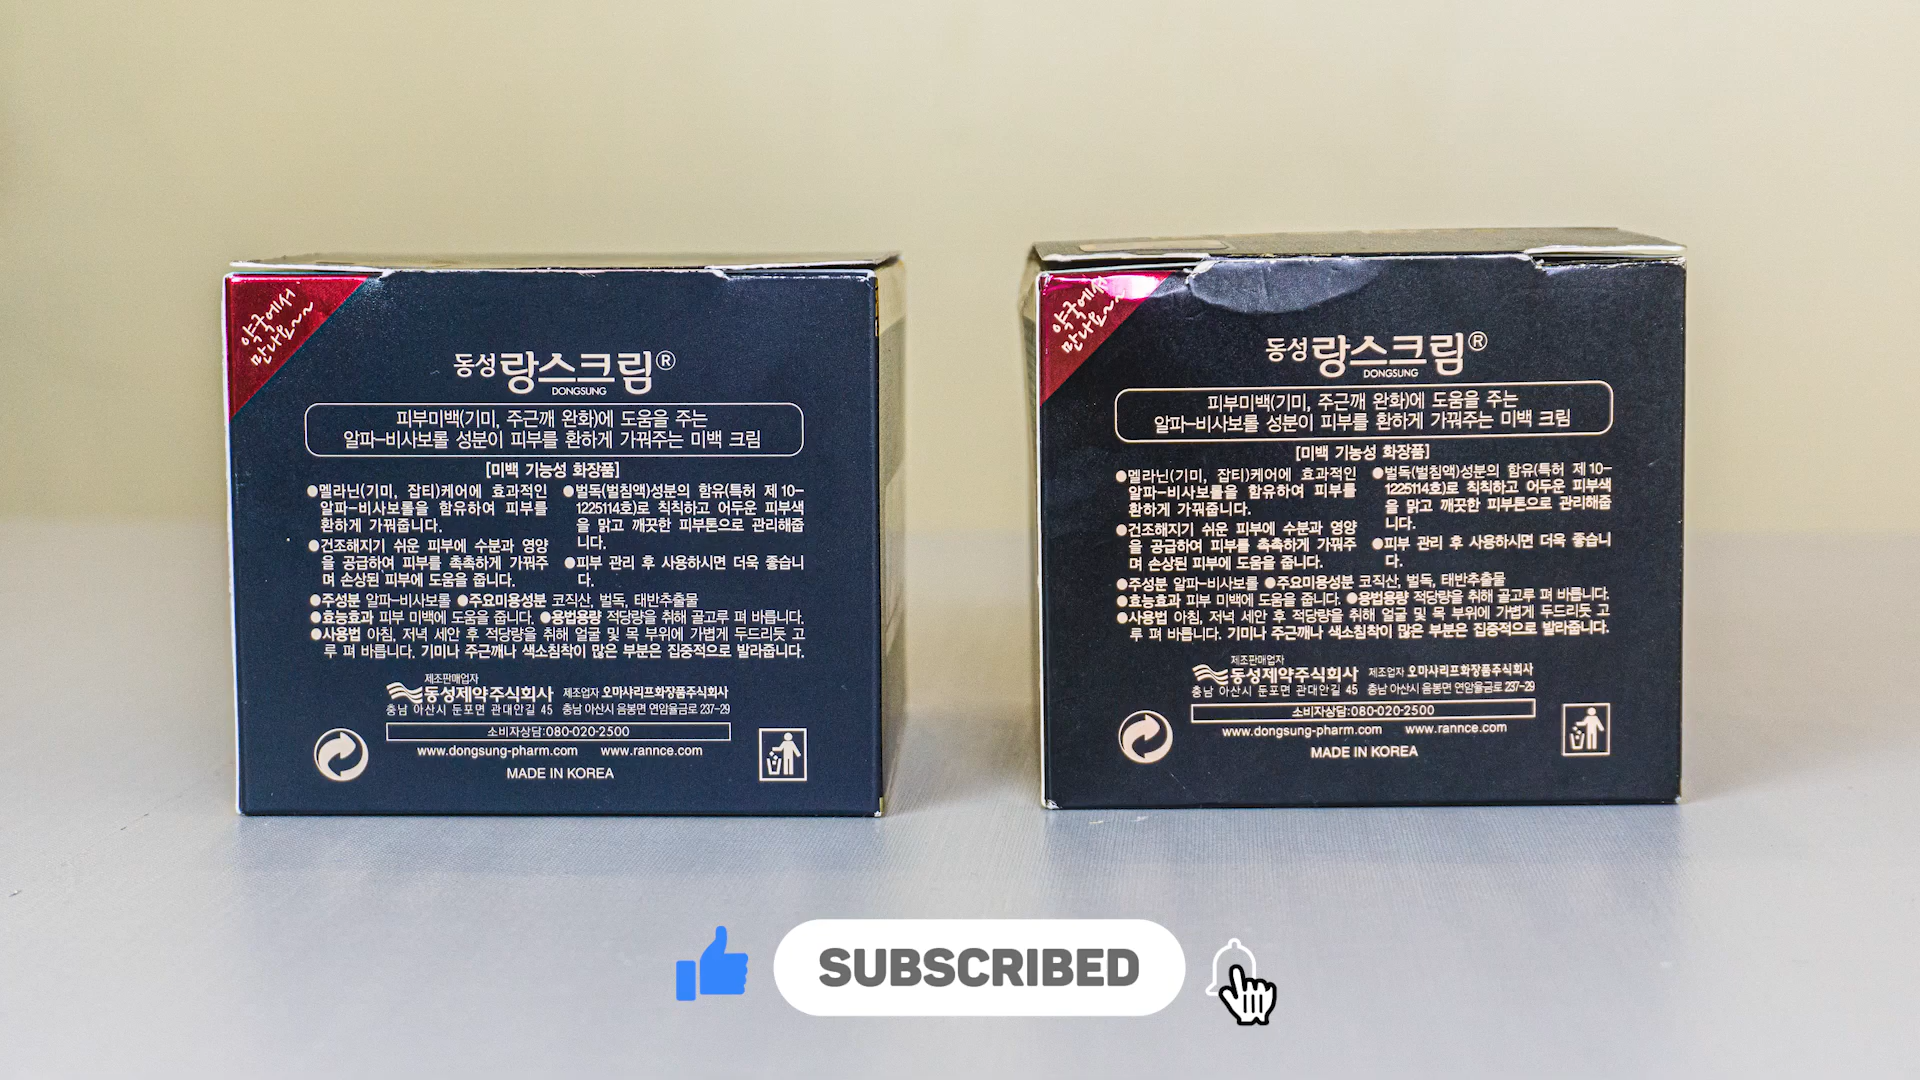 약국에서
만나요~~
동성 랑스크림®
DONGSUNG
피부미백(기미, 주근깨 완화)에 도움을 주는
알파-비사보롤 성분이 피부를 환하게 가꿔주는 미백 크림
[미백 기능성 화장품]
●멜라닌(기미, 잡티)케어에 효과적인
알파-비사보롤을 함유하여 피부를
환하게 가꿔줍니다.
●건조해지기 쉬운 피부에 수분과 영양
을 공급하여 피부를 촉촉하게 가꿔주
며 손상된 피부에 도움을 줍니다.
●벌독(벌침액)성분의 함유(특허 제10-
1225114호)로 칙칙하고 어두운 피부색
을 맑고 깨끗한 피부톤으로 관리해줍
니다.
●피부 관리 후 사용하시면 더욱 좋습니
다.
●주성분 알파-비사보롤 ●주요미용성분 코직산, 벌독, 태반추출물
●효능효과 피부 미백에 도움을 줍니다. ●용법용량 적당량을 취해 골고루 펴 바릅니다.
●사용법 아침, 저녁 세안 후 적당량을 취해 얼굴 및 목 부위에 가볍게 두드리듯 고
루 펴 바릅니다. 기미나 주근깨나 색소침착이 많은 부분은 집중적으로 발라줍니다.
제조판매업자
동성제약주식회사 제조업자 오마샤리프화장품주식회사
충남 아산시 둔포면 관대안길 45 충남 아산시 음봉면 연암율금로 237-29
소비자상담:080-020-2500
www.dongsung-pharm.com www.rannce.com
MADE IN KOREA
약국에서
만나요~~
동성 랑스크림®
DONGSUNG
피부미백(기미, 주근깨 완화)에 도움을 주는
알파-비사보롤 성분이 피부를 환하게 가꿔주는 미백 크림
[미백 기능성 화장품]
●멜라닌(기미, 잡티)케어에 효과적인
알파-비사보롤을 함유하여 피부를
환하게 가꿔줍니다.
●건조해지기 쉬운 피부에 수분과 영양
을 공급하여 피부를 촉촉하게 가꿔주
며 손상된 피부에 도움을 줍니다.
●벌독(벌침액)성분의 함유(특허 제10-
1225114호)로 칙칙하고 어두운 피부색
을 맑고 깨끗한 피부톤으로 관리해줍
니다.
●피부 관리 후 사용하시면 더욱 좋습니
다.
●주성분 알파-비사보롤 ●주요미용성분 코직산, 벌독, 태반추출물
●효능효과 피부 미백에 도움을 줍니다. ●용법용량 적당량을 취해 골고루 펴 바릅니다.
●사용법 아침, 저녁 세안 후 적당량을 취해 얼굴 및 목 부위에 가볍게 두드리듯 고
루 펴 바릅니다. 기미나 주근깨나 색소침착이 많은 부분은 집중적으로 발라줍니다.
제조판매업자
동성제약주식회사 제조업자 오마샤리프화장품주식회사
충남 아산시 둔포면 관대안길 45 충남 아산시 음봉면 연암율금로 237-29
소비자상담:080-020-2500
www.dongsung-pharm.com www.rannce.com
MADE IN KOREA
SUBSCRIBED